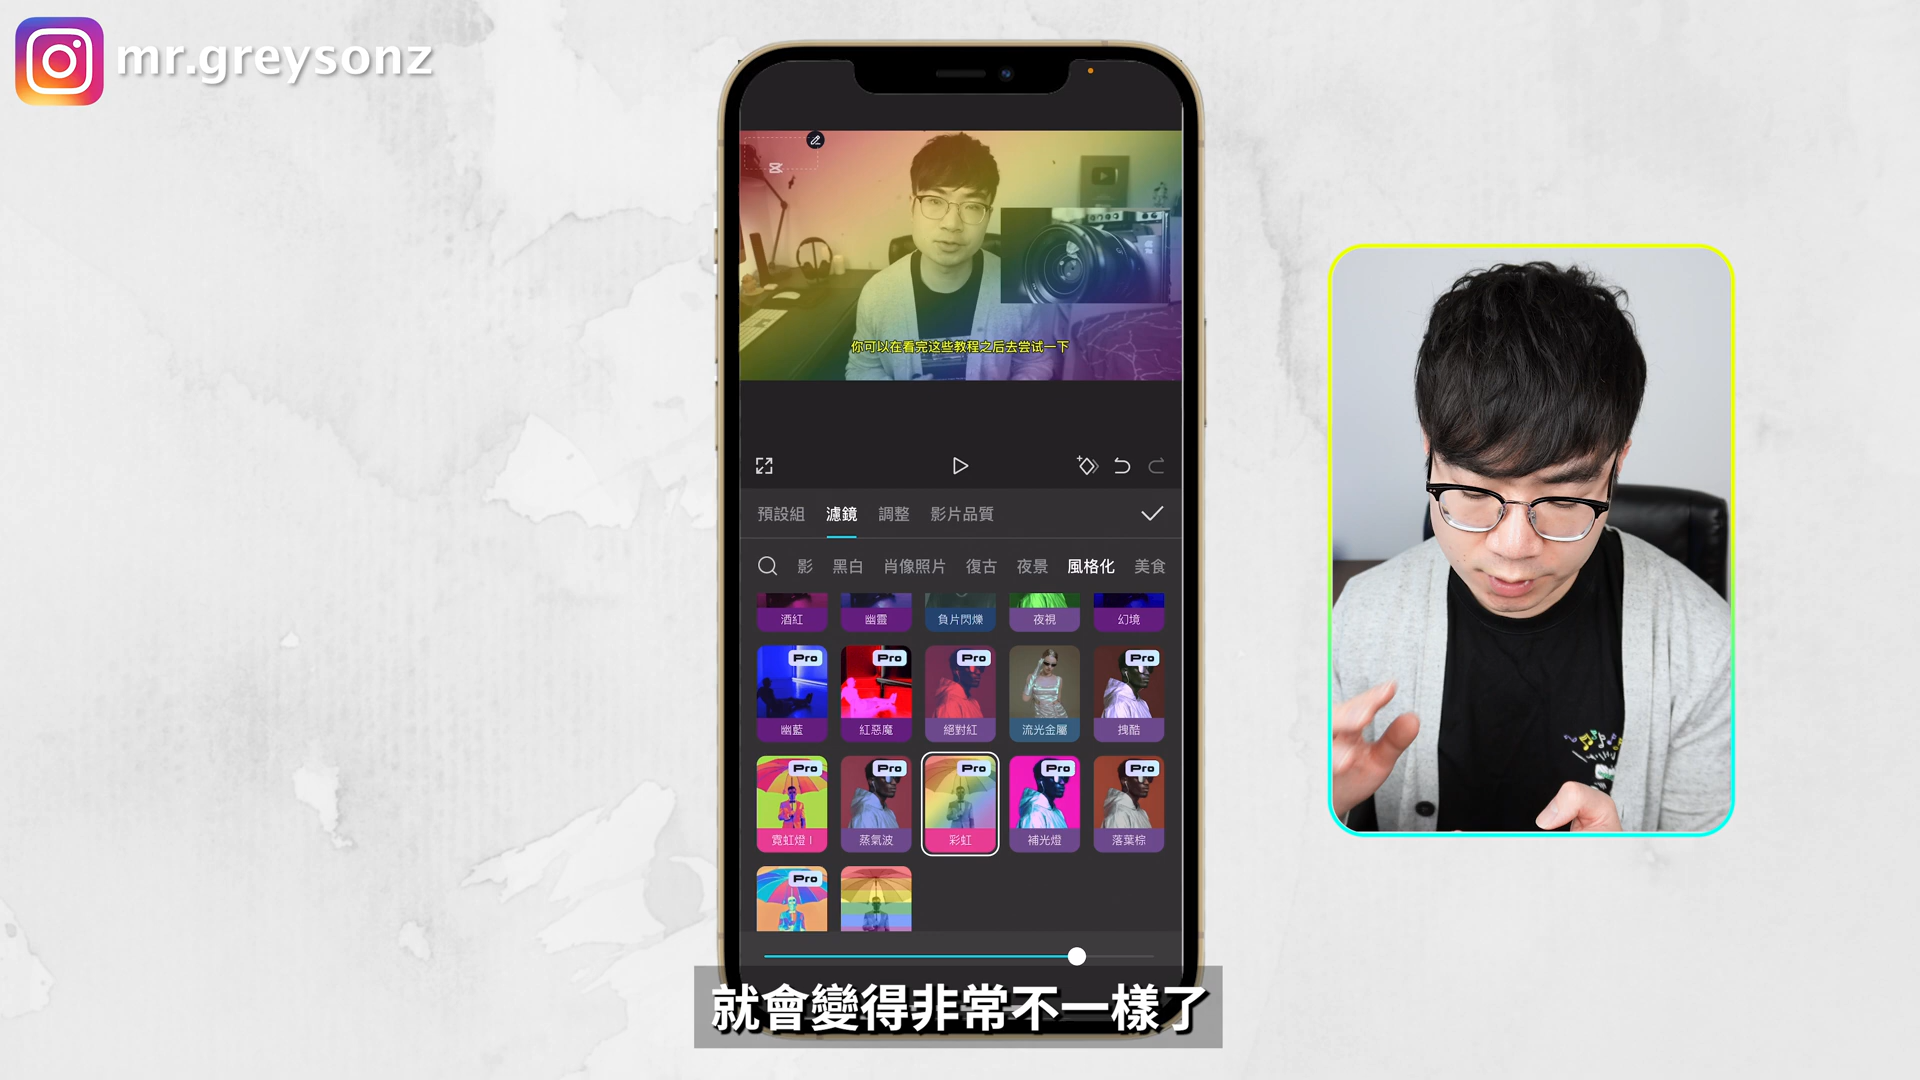 mr.greysonz
你可以在看完这些教程之后去尝试一下
預設組 濾鏡 調整 影片品質
影 黑白 肖像照片 復古 夜景 風格化 美食
酒紅 幽靈 負片閃爍 夜視 幻境
Pro Pro Pro Pro
幽藍 紅惡魔 絕對紅 流光金屬 拽酷
Pro Pro Pro Pro Pro
霓虹燈 I 蒸氣波 彩虹 補光燈 落葉棕
Pro
就會變得非常不一樣了